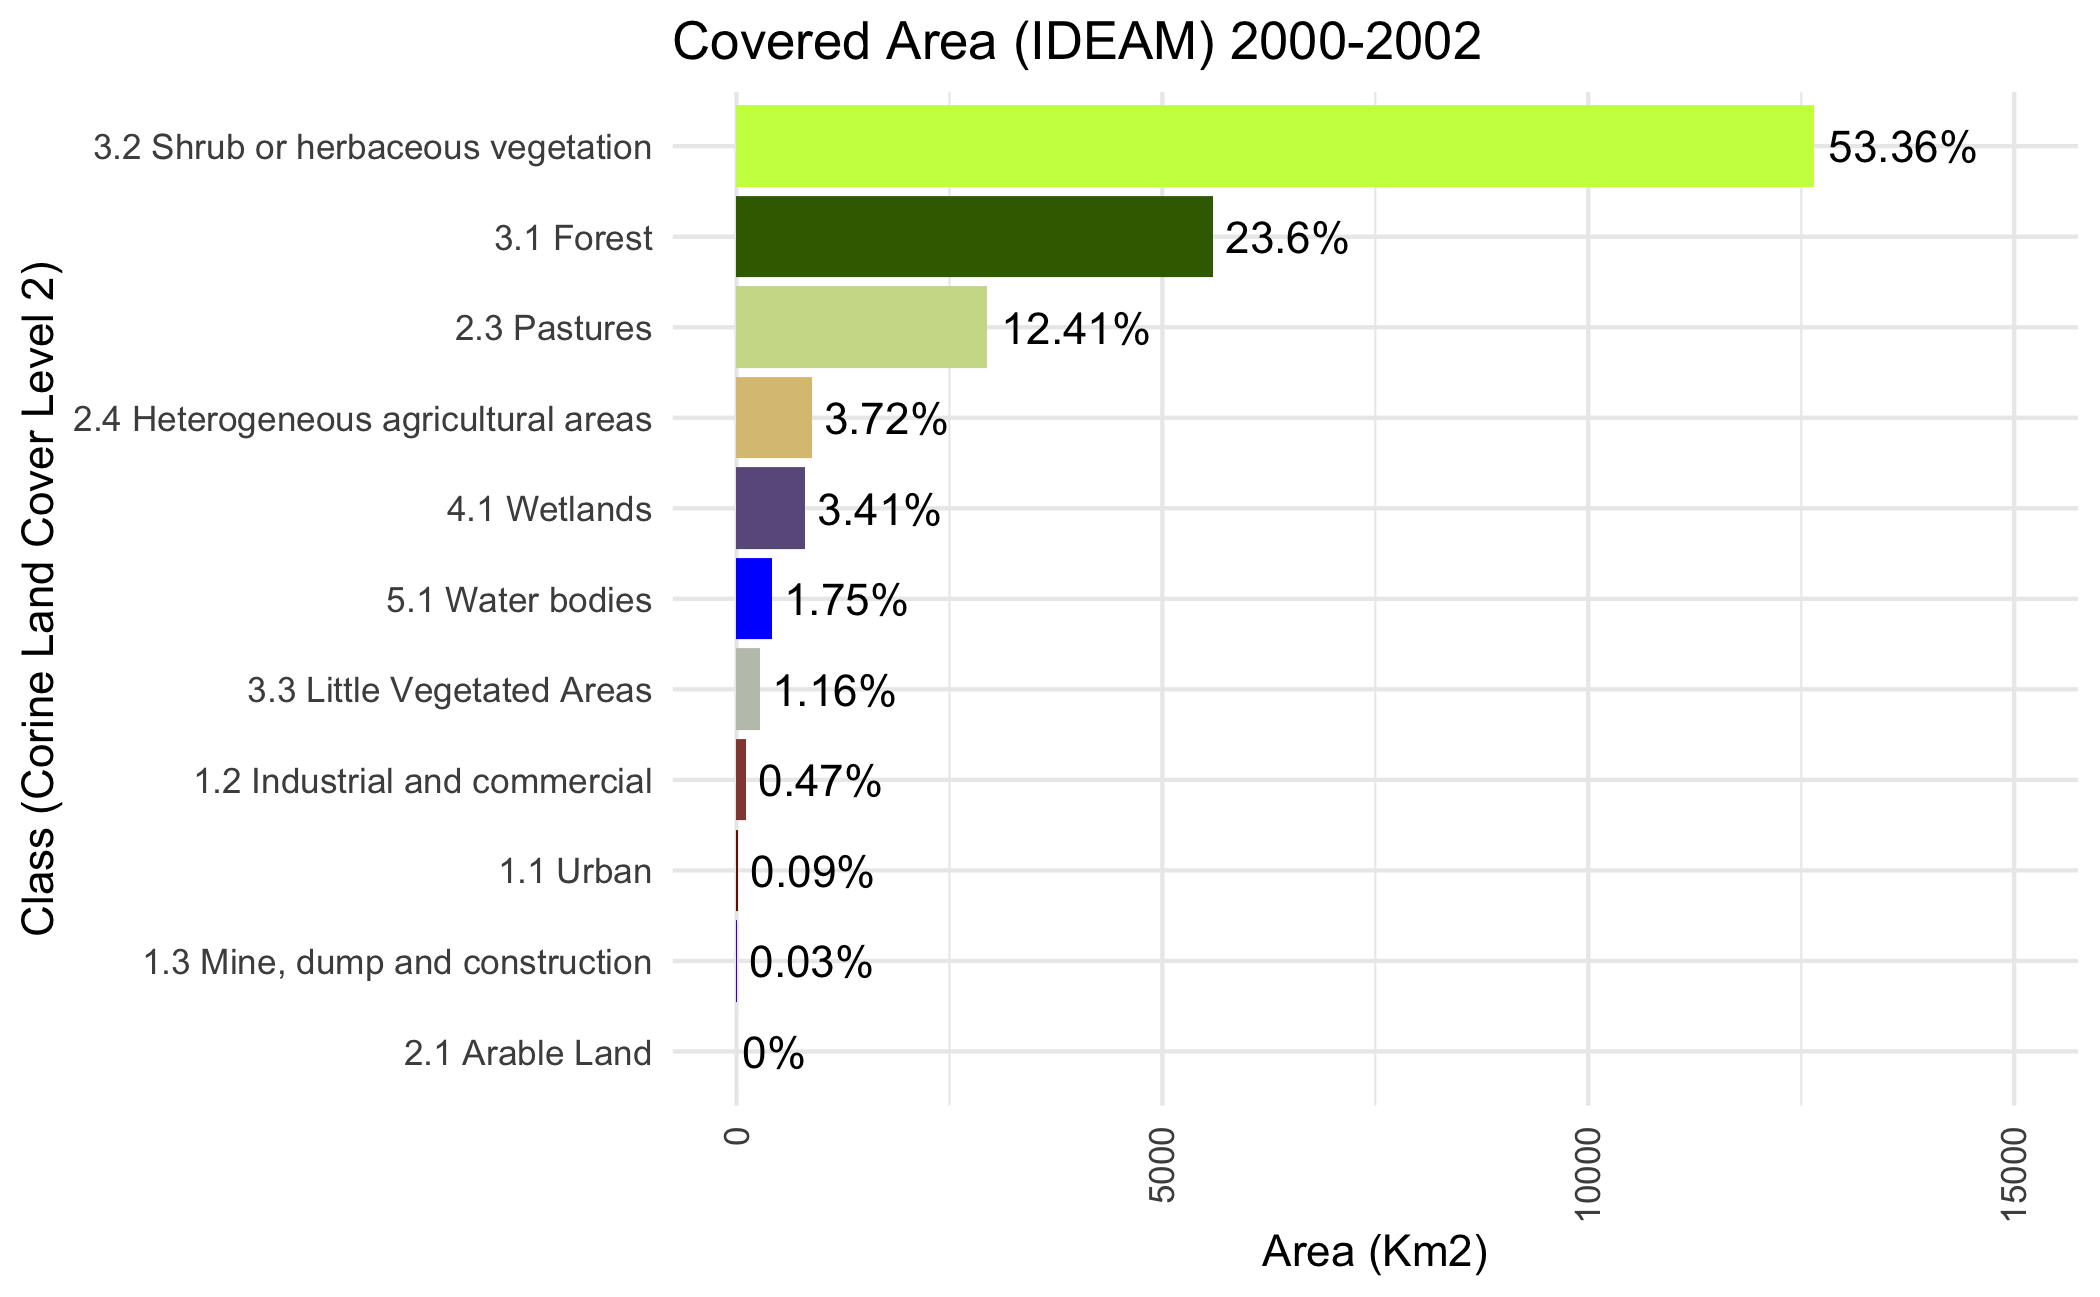 Covered Area (IDEAM) 2000-2002
Class (Corine Land Cover Level 2)
3.2 Shrub or herbaceous vegetation 53.36%
3.1 Forest 23.6%
2.3 Pastures 12.41%
2.4 Heterogeneous agricultural areas 3.72%
4.1 Wetlands 3.41%
5.1 Water bodies 1.75%
3.3 Little Vegetated Areas 1.16%
1.2 Industrial and commercial 0.47%
1.1 Urban 0.09%
1.3 Mine, dump and construction 0.03%
2.1 Arable Land 0%
0 5000 10000 15000
Area (Km2)